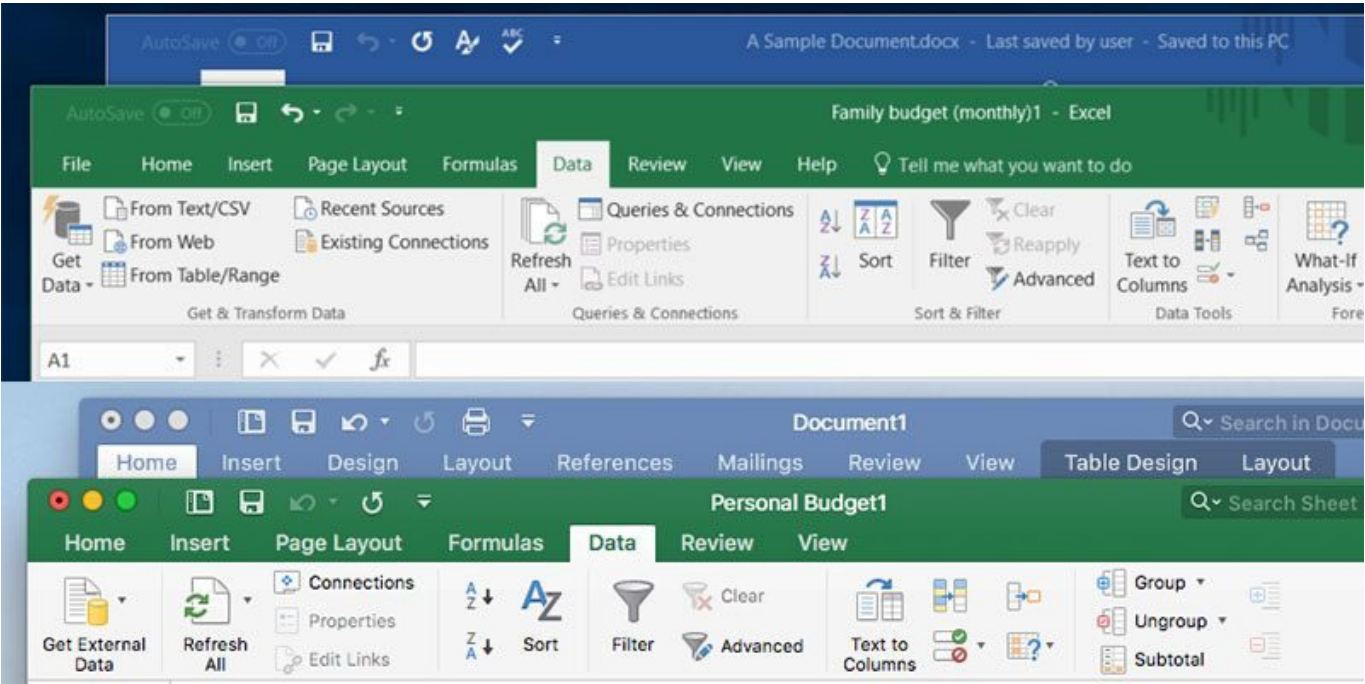 AutoSave Off ABC A Sample Document.docx - Last saved by user - Saved to this PC
AutoSave Off Family budget (monthly)1 - Excel
File Home Insert Page Layout Formulas Data Review View Help Tell me what you want to do
From Text/CSV Recent Sources Queries & Connections A Z Z A A Z Clear
From Web Existing Connections Properties Reapply
Get Data From Table/Range Refresh All Edit Links Z A Sort Filter Advanced Text to Columns What-If Analysis
Get & Transform Data Queries & Connections Sort & Filter Data Tools Fore
A1 fx
Document1 Search in Docu
Home Insert Design Layout References Mailings Review View Table Design Layout
Personal Budget1 Search Sheet
Home Insert Page Layout Formulas Data Review View
Connections A Z AZ Clear Group
Properties Ungroup
Get External Data Refresh All Edit Links Z A Sort Filter Advanced Text to Columns Subtotal